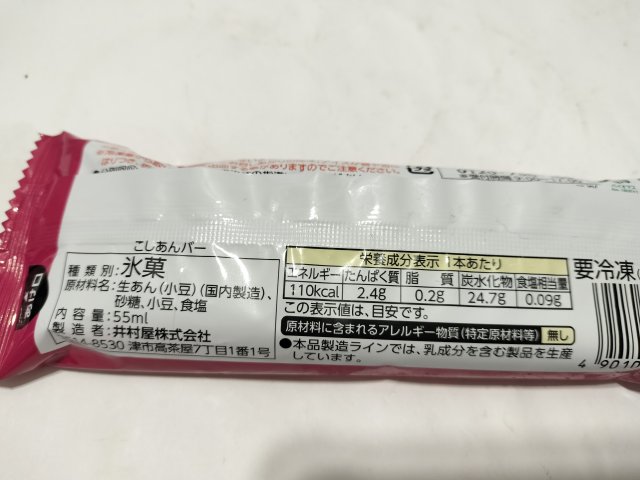 がありますのでご注意ください。
こしあんバー
種類別：氷菓
原材料名：生あん（小豆）（国内製造）、
砂糖、小豆、食塩
内容量：55ml
製造者：井村屋株式会社
8530 津市高茶屋7丁目1番1号
栄養成分表示 1本あたり
エネルギー たんぱく質 脂質 炭水化物 食塩相当量
110kcal 2.4g 0.2g 24.7g 0.09g
この表示値は、目安です。
原材料に含まれるアレルギー物質（特定原材料等） 無し
●本品製造ラインでは、乳成分を含む製品を生産
しています。
要冷凍
4 9010